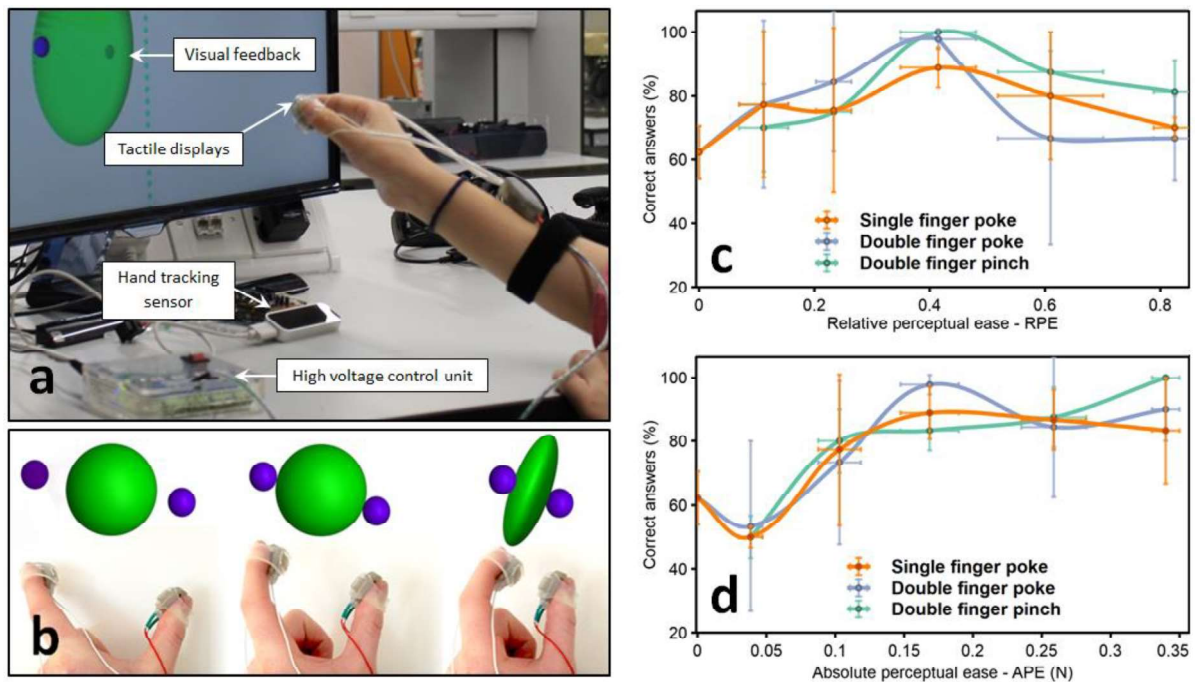 Visual feedback
Tactile displays
Hand tracking
sensor
High voltage control unit
a
b
Correct answers (%)
100
80
60
40
20
0
0.2
0.4
0.6
0.8
Relative perceptual ease - RPE
Single finger poke
Double finger poke
Double finger pinch
c
Correct answers (%)
100
80
60
40
20
0
0.05
0.1
0.15
0.2
0.25
0.3
0.35
Absolute perceptual ease - APE (N)
Single finger poke
Double finger poke
Double finger pinch
d